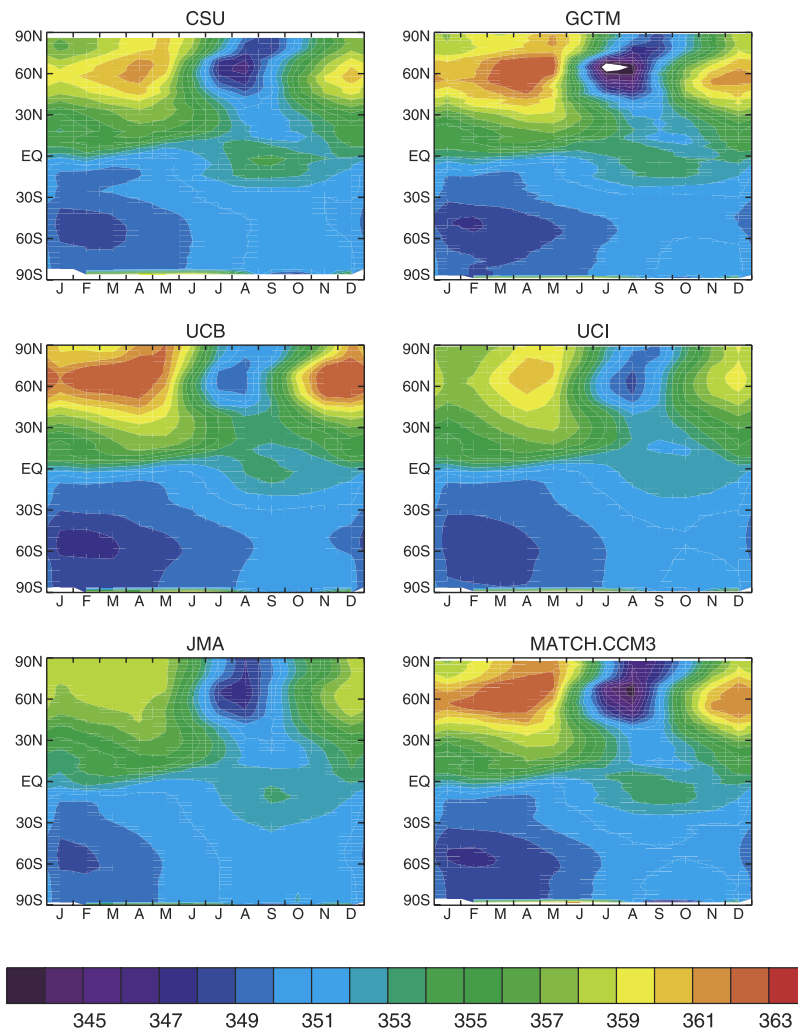 CSU
GCTM
90N
60N
30N
EQ
30S
60S
90S
J F M A M J J A S O N D
90N
60N
30N
EQ
30S
60S
90S
J F M A M J J A S O N D
UCB
UCI
90N
60N
30N
EQ
30S
60S
90S
J F M A M J J A S O N D
90N
60N
30N
EQ
30S
60S
90S
J F M A M J J A S O N D
JMA
MATCH.CCM3
90N
60N
30N
EQ
30S
60S
90S
J F M A M J J A S O N D
90N
60N
30N
EQ
30S
60S
90S
J F M A M J J A S O N D
345 347 349 351 353 355 357 359 361 363